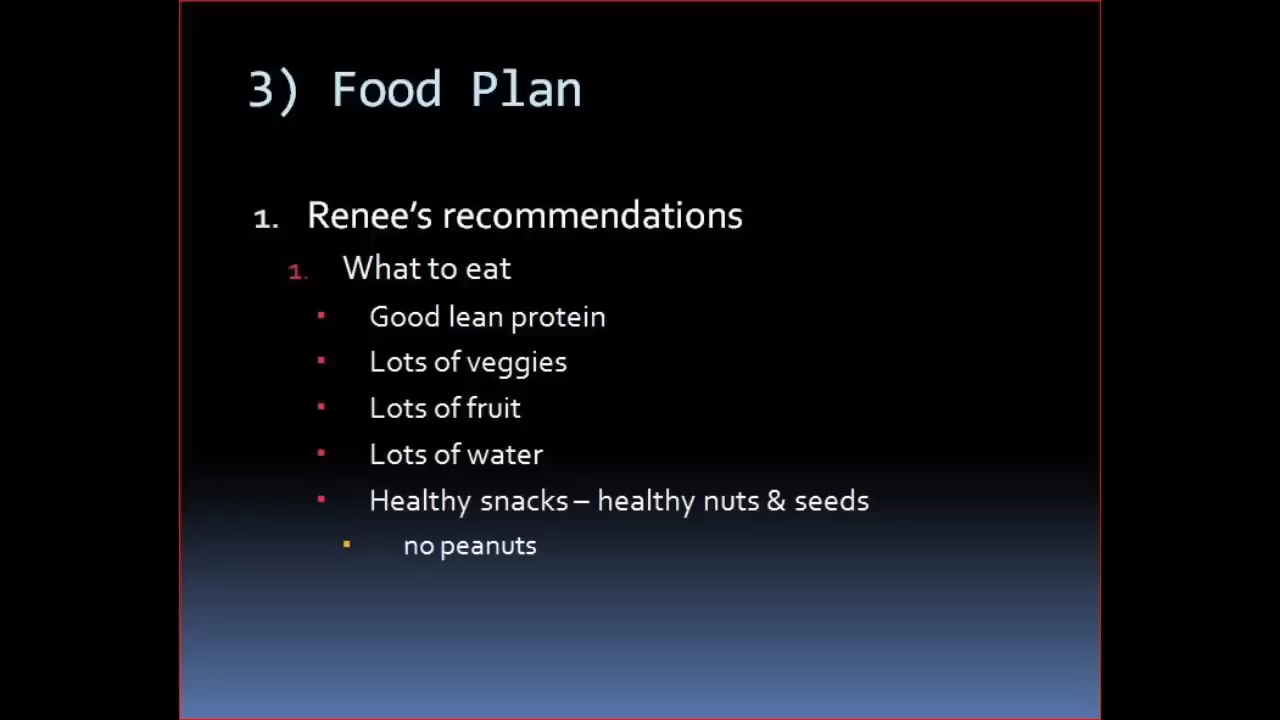 3) Food Plan
1. Renee's recommendations
1. What to eat
▪ Good lean protein
▪ Lots of veggies
▪ Lots of fruit
▪ Lots of water
▪ Healthy snacks – healthy nuts & seeds
▪ no peanuts